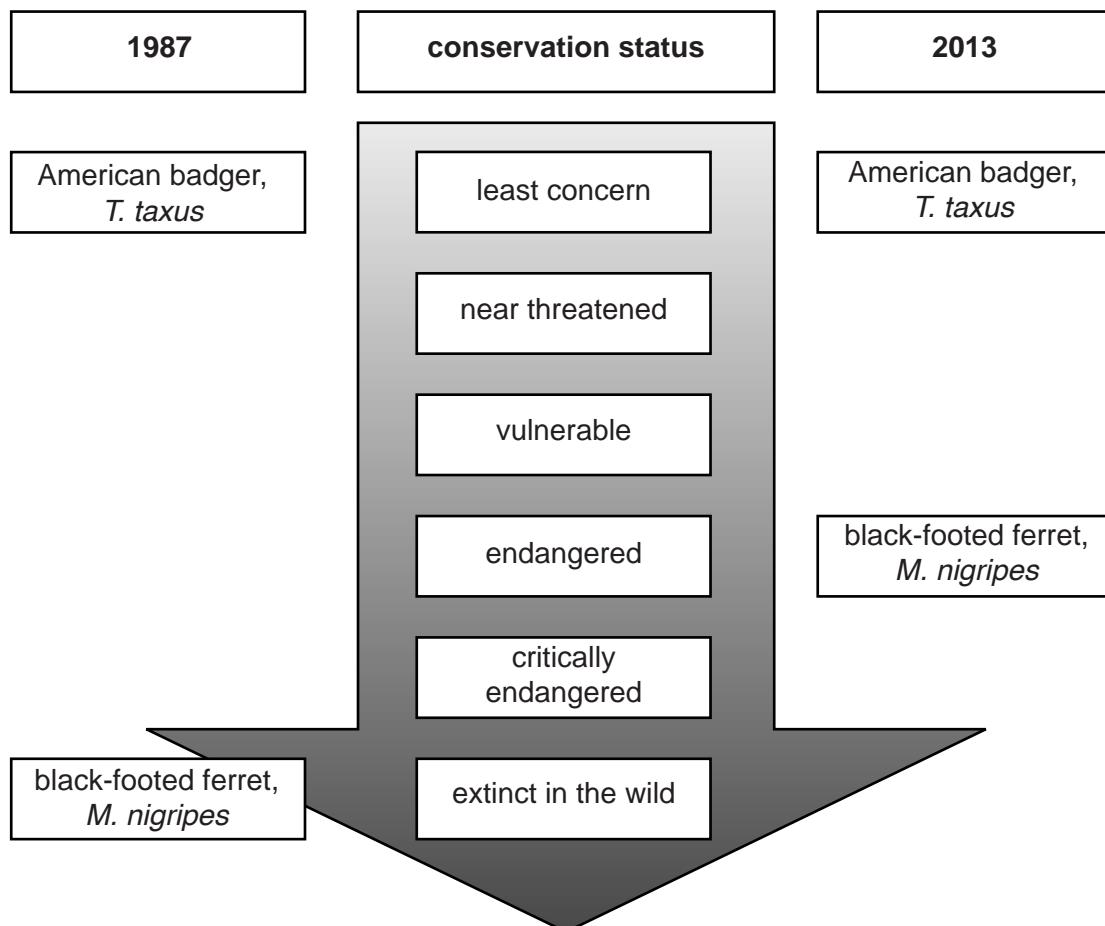 1987
conservation status
2013
American badger,
T. taxus
least concern
American badger,
T. taxus
near threatened
vulnerable
endangered
black-footed ferret,
M. nigripes
critically
endangered
black-footed ferret,
M. nigripes
extinct in the wild